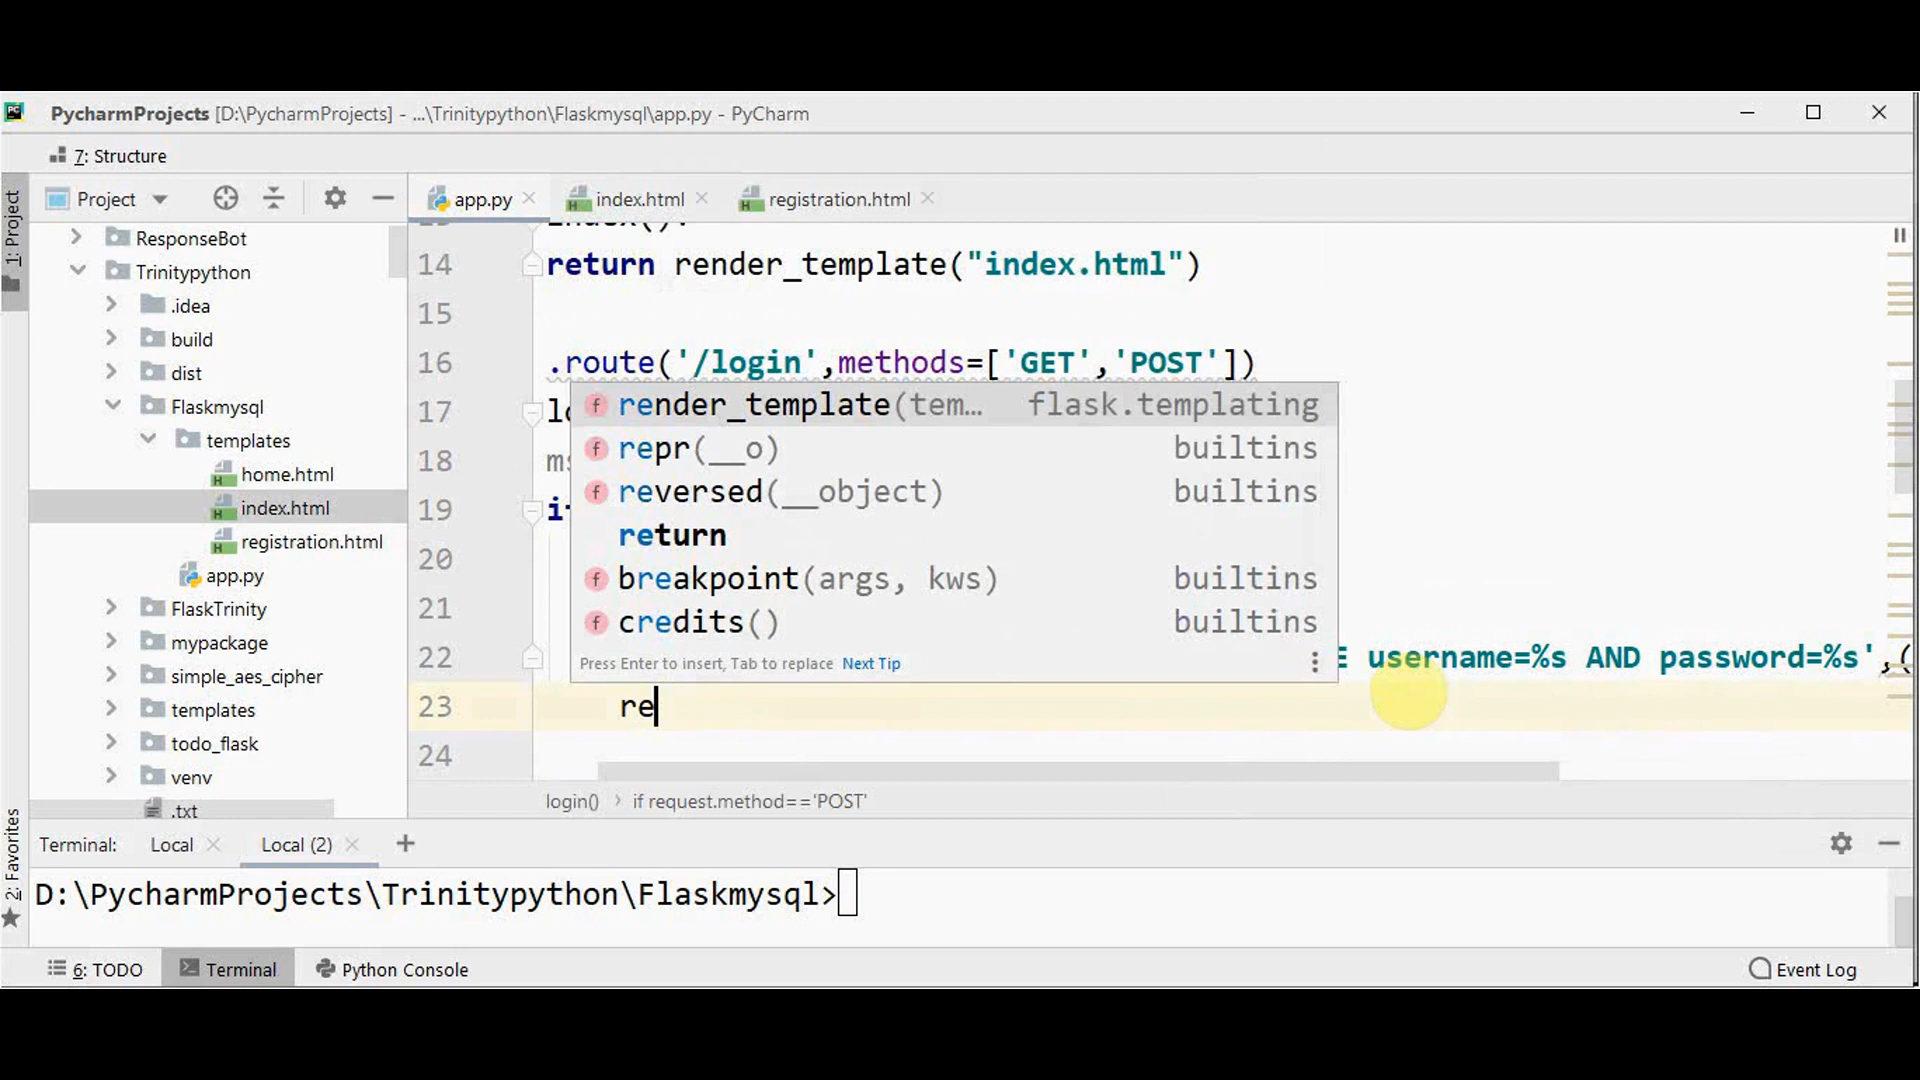 PycharmProjects [D:\PycharmProjects] - ...\Trinitypython\Flaskmysql\app.py - PyCharm
7: Structure
1: Project
Project
app.py
index.html
registration.html
ResponseBot
Trinitypython
.idea
build
dist
Flaskmysql
templates
home.html
index.html
registration.html
app.py
FlaskTrinity
mypackage
simple_aes_cipher
templates
todo_flask
venv
.txt
index():
14 return render_template("index.html")
15
16 .route('/login',methods=['GET','POST'])
17
18
19
20
21
22 username=%s AND password=%s',(
23 re
24
render_template(tem… flask.templating
repr(__o) builtins
reversed(__object) builtins
return
breakpoint(args, kws) builtins
credits() builtins
Press Enter to insert, Tab to replace Next Tip
login() › if request.method=='POST'
2: Favorites
Terminal: Local Local (2) +
D:\PycharmProjects\Trinitypython\Flaskmysql>
6: TODO Terminal Python Console Event Log